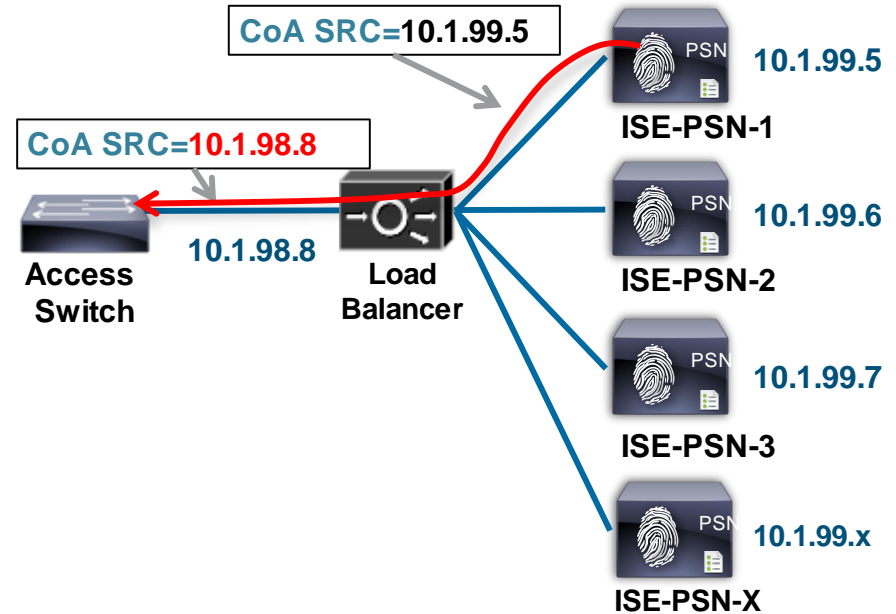 CoA SRC=10.1.99.5
PSN
10.1.99.5
ISE-PSN-1
CoA SRC=10.1.98.8
10.1.98.8
Access
Switch
Load
Balancer
PSN
10.1.99.6
ISE-PSN-2
PSN
10.1.99.7
ISE-PSN-3
PSN
10.1.99.x
ISE-PSN-X